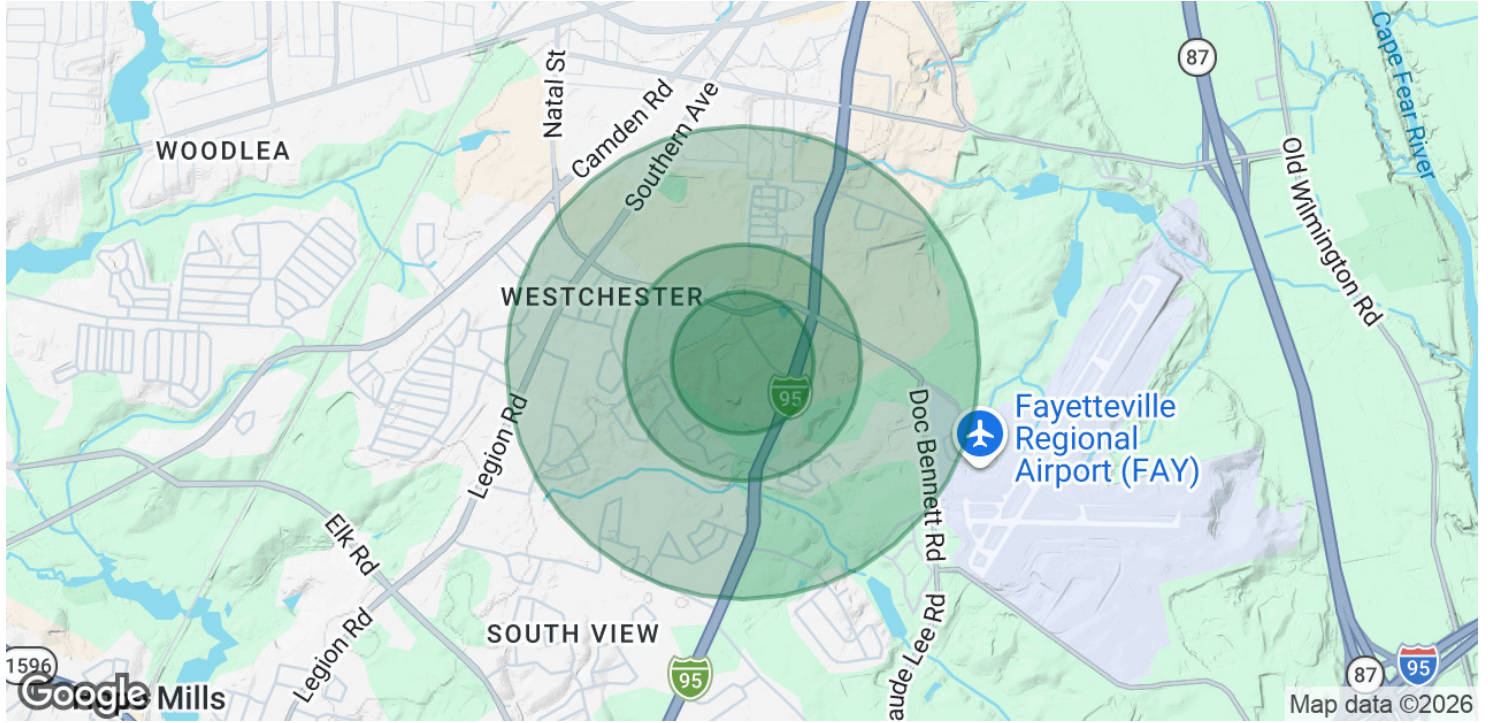 Cape Fear River
87
Natal St
Camden Rd
Southern Ave
WOODLEA
Old Wilmington Rd
WESTCHESTER
95
Doc Bennett Rd
Fayetteville
Regional
Airport (FAY)
Legion Rd
Elk Rd
SOUTH VIEW
Legion Rd
aude Lee Rd
1596
Mills
Google
95
87
95
Map data ©2026